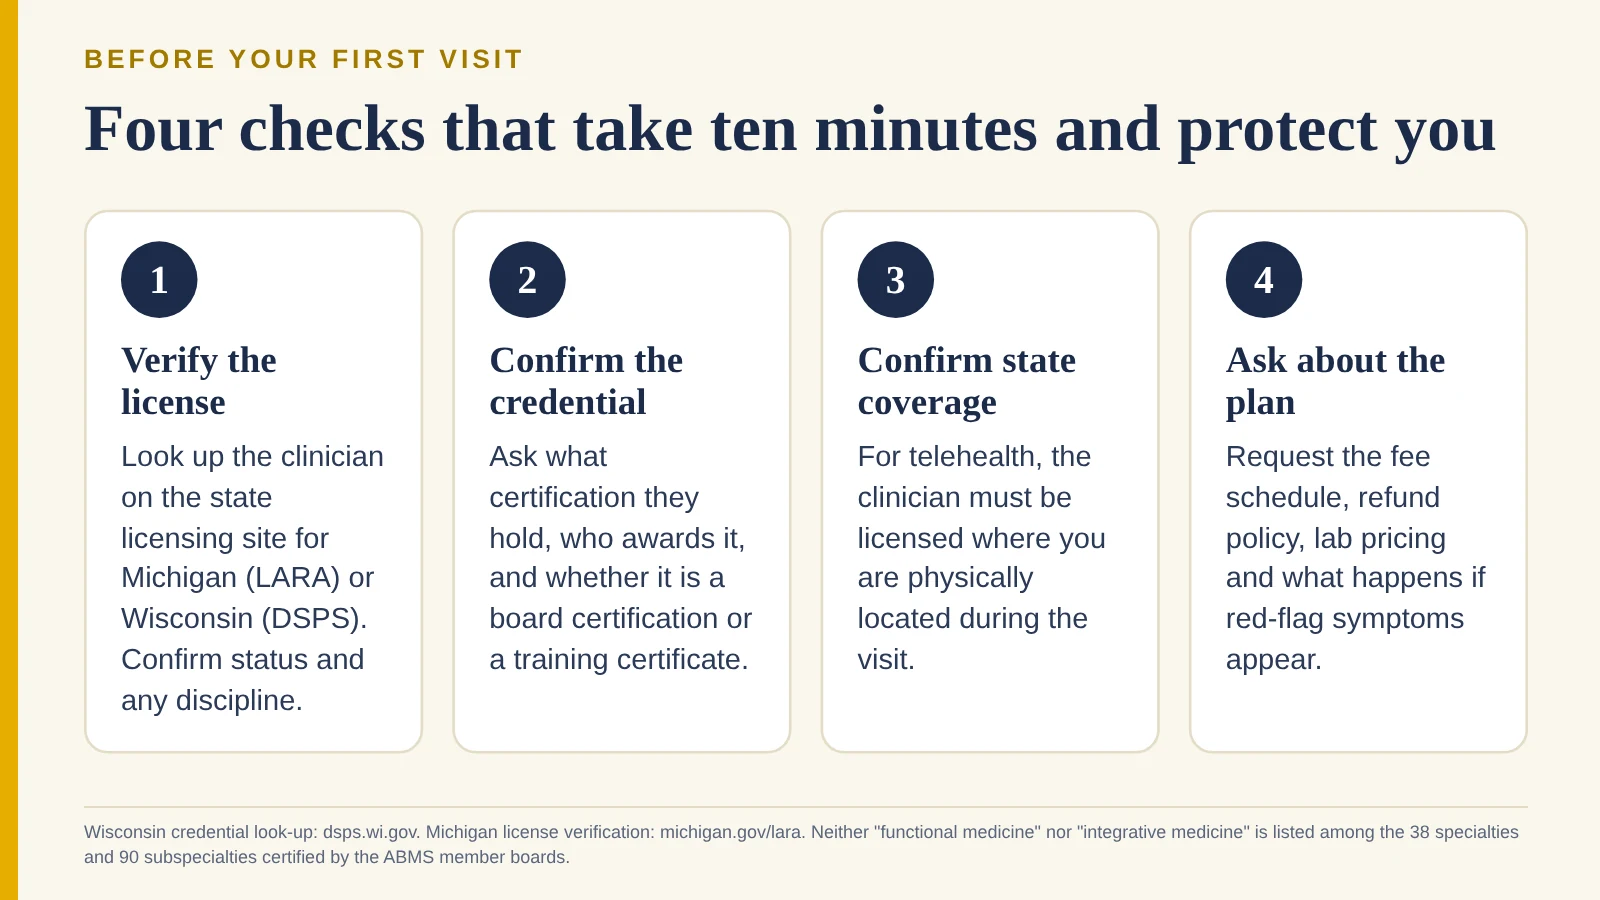 BEFORE YOUR FIRST VISIT
Four checks that take ten minutes and protect you
1
Verify the
license
Look up the clinician
on the state
licensing site for
Michigan (LARA) or
Wisconsin (DSPS).
Confirm status and
any discipline.
2
Confirm the
credential
Ask what
certification they
hold, who awards it,
and whether it is a
board certification or
a training certificate.
3
Confirm state
coverage
For telehealth, the
clinician must be
licensed where you
are physically
located during the
visit.
4
Ask about the
plan
Request the fee
schedule, refund
policy, lab pricing
and what happens if
red-flag symptoms
appear.
Wisconsin credential look-up: dsps.wi.gov. Michigan license verification: michigan.gov/lara. Neither "functional medicine" nor "integrative medicine" is listed among the 38 specialties
and 90 subspecialties certified by the ABMS member boards.